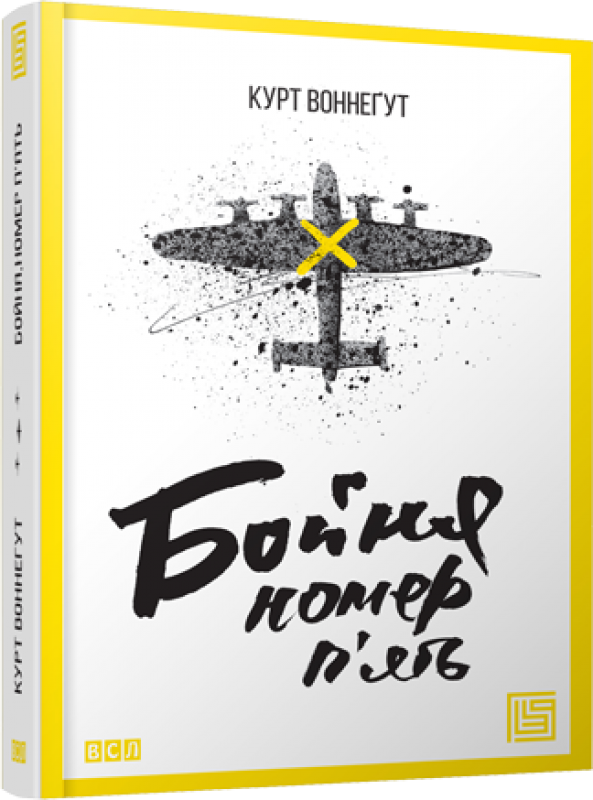 КУРТ ВОННЕҐУТ
Бойня
номер
п'ять
ВСЛ
БОЙНЯ НОМЕР П'ЯТЬ
КУРТ ВОННЕҐУТ